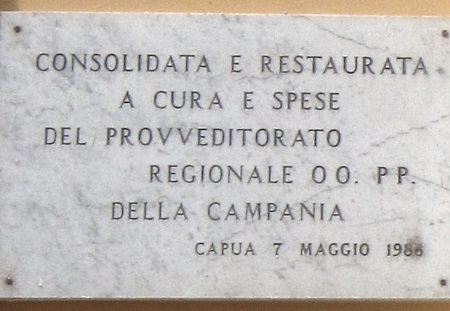 CONSOLIDATA E RESTAURATA
A CURA E SPESE
DEL PROVVEDITORATO
REGIONALE OO. PP.
DELLA CAMPANIA
CAPUA 7 MAGGIO 1986